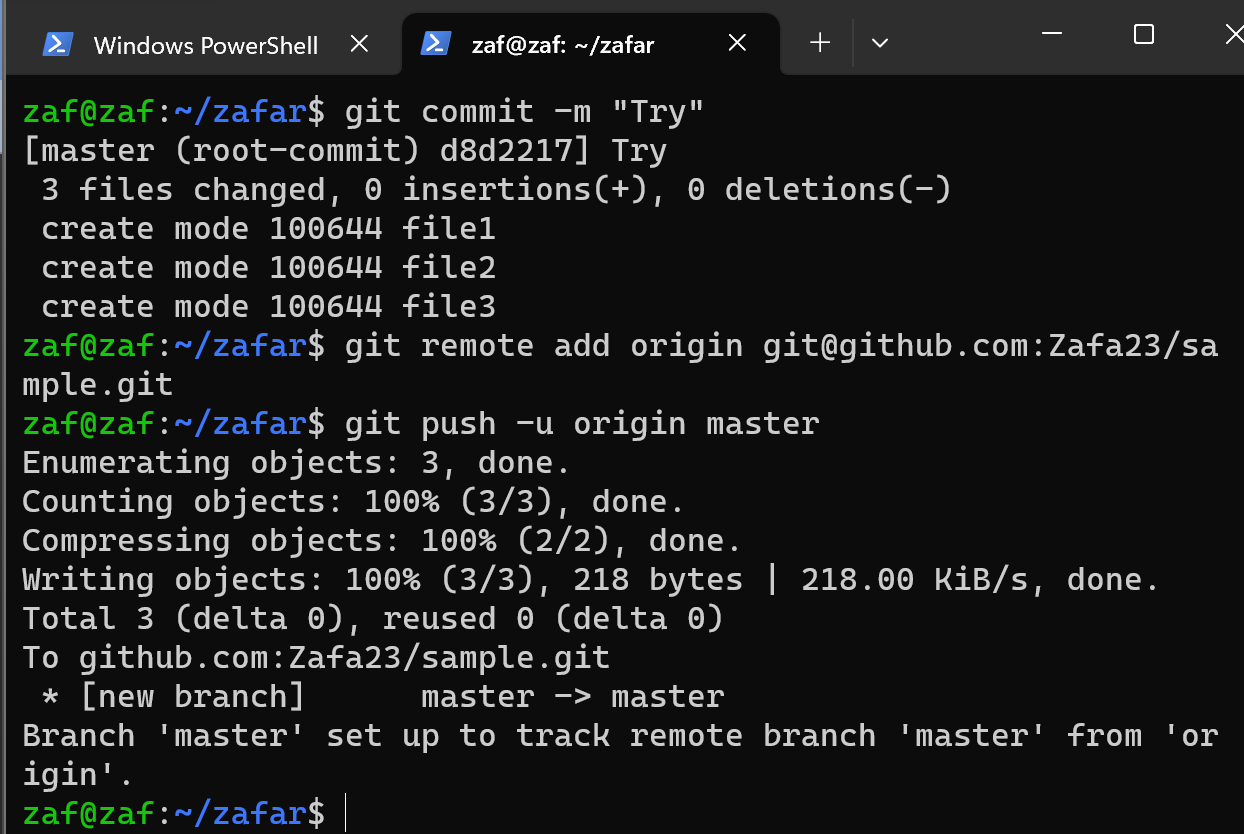 Windows PowerShell
zaf@zaf: ~/zafar
zaf@zaf:~/zafar$ git commit -m "Try"
[master (root-commit) d8d2217] Try
 3 files changed, 0 insertions(+), 0 deletions(-)
 create mode 100644 file1
 create mode 100644 file2
 create mode 100644 file3
zaf@zaf:~/zafar$ git remote add origin git@github.com:Zafa23/sa
mple.git
zaf@zaf:~/zafar$ git push -u origin master
Enumerating objects: 3, done.
Counting objects: 100% (3/3), done.
Compressing objects: 100% (2/2), done.
Writing objects: 100% (3/3), 218 bytes | 218.00 KiB/s, done.
Total 3 (delta 0), reused 0 (delta 0)
To github.com:Zafa23/sample.git
 * [new branch]      master -> master
Branch 'master' set up to track remote branch 'master' from 'or
igin'.
zaf@zaf:~/zafar$